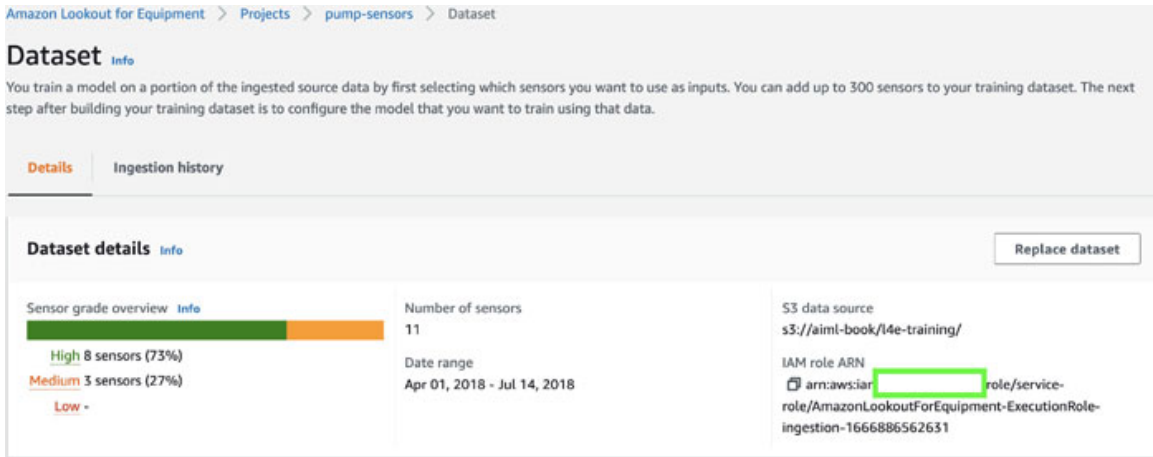 Amazon Lookout for Equipment > Projects > pump-sensors > Dataset
Dataset Info
You train a model on a portion of the ingested source data by first selecting which sensors you want to use as inputs. You can add up to 300 sensors to your training dataset. The next
step after building your training dataset is to configure the model that you want to train using that data.
Details
Ingestion history
Dataset details Info
Replace dataset
Sensor grade overview Info
High 8 sensors (73%)
Medium 3 sensors (27%)
Low -
Number of sensors
11
Date range
Apr 01, 2018 - Jul 14, 2018
S3 data source
s3://aiml-book/l4e-training/
IAM role ARN
arn:aws:iar role/service-
role/AmazonLookoutForEquipment-ExecutionRole-
ingestion-1666886562631